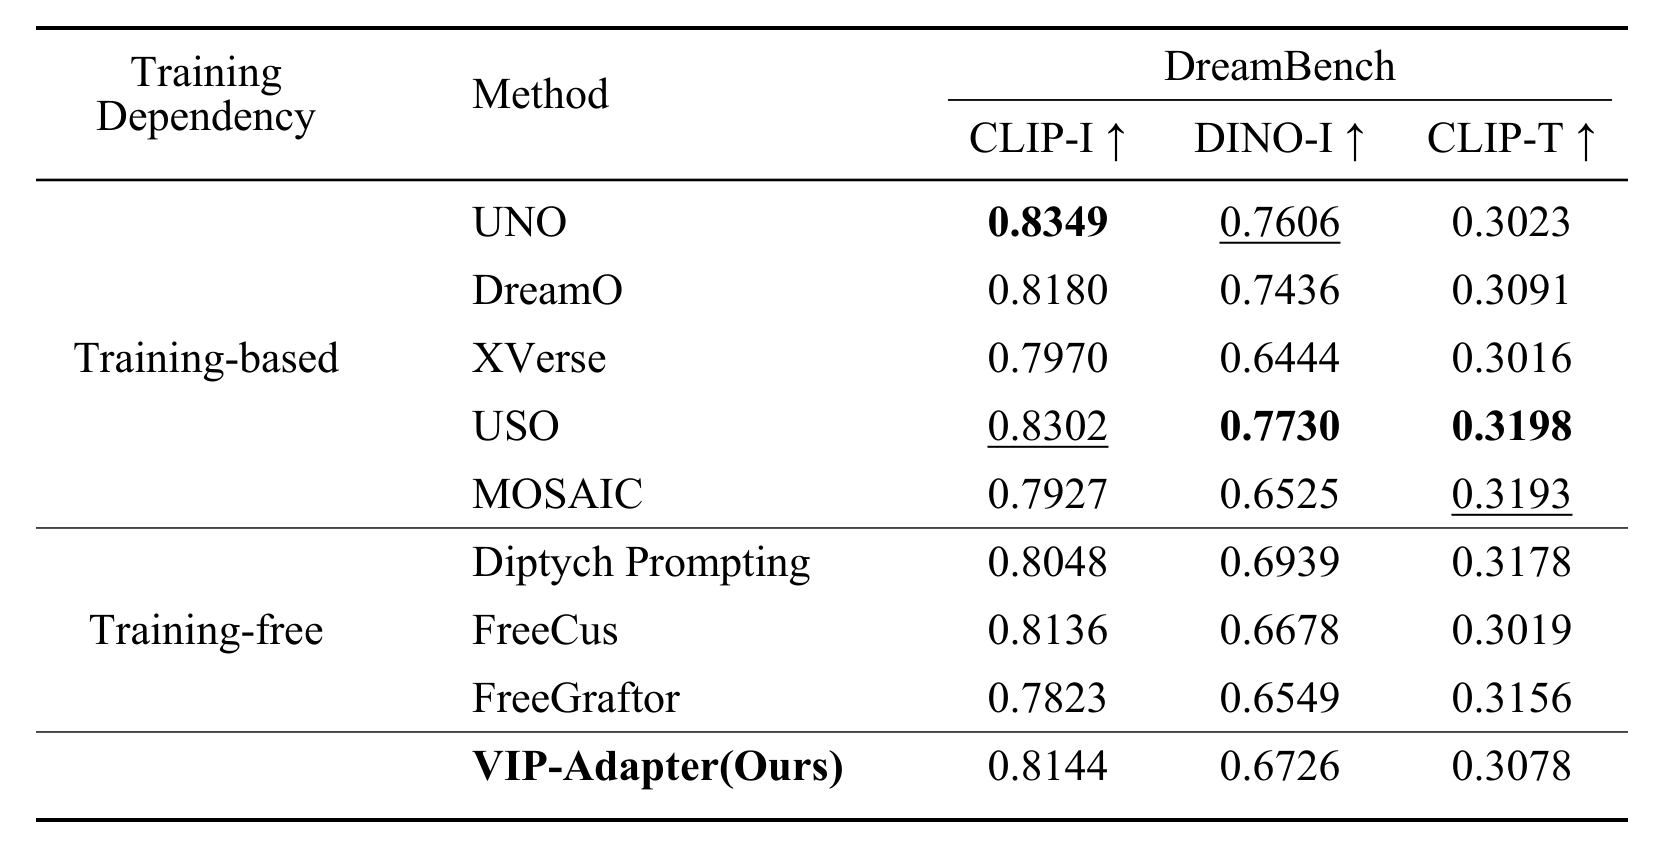 Training
Dependency
Method
DreamBench
CLIP-I ↑ DINO-I ↑ CLIP-T ↑
Training-based
UNO 0.8349 0.7606 0.3023
DreamO 0.8180 0.7436 0.3091
XVerse 0.7970 0.6444 0.3016
USO 0.8302 0.7730 0.3198
MOSAIC 0.7927 0.6525 0.3193
Training-free
Diptych Prompting 0.8048 0.6939 0.3178
FreeCus 0.8136 0.6678 0.3019
FreeGraftor 0.7823 0.6549 0.3156
VIP-Adapter(Ours) 0.8144 0.6726 0.3078